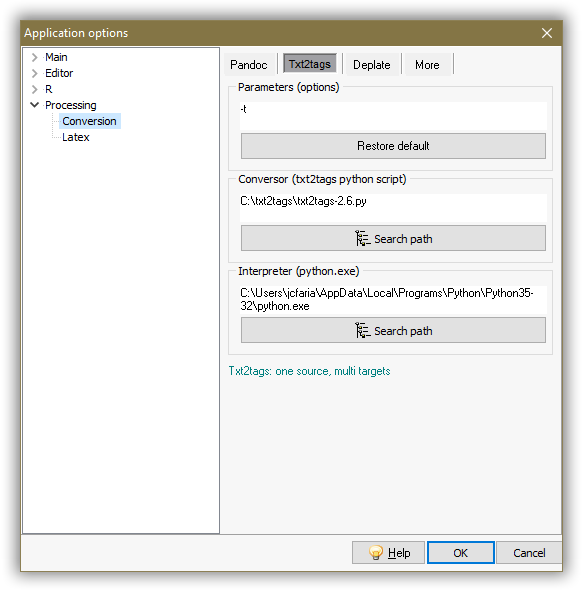 Application options
Main
Editor
R
Processing
Conversion
Latex
Pandoc
Txt2tags
Deplate
More
Parameters (options)
-t
Restore default
Conversor (txt2tags python script)
C:\txt2tags\txt2tags-2.6.py
Search path
Interpreter (python.exe)
C:\Users\jcfaria\AppData\Local\Programs\Python\Python35-
32\python.exe
Search path
Txt2tags: one source, multi targets
Help
OK
Cancel